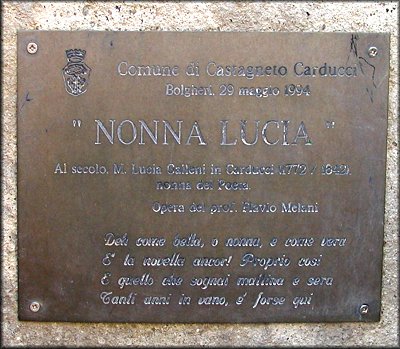 Comune di Castagneto Carducci
Bolgheri, 29 maggio 1994
" NONNA LUCIA "
Al secolo, M. Lucia Galleni in Carducci (1772 / 1842),
nonna del Poeta.
Opera del prof. Flavio Melani
Deh come bella, o nonna, e come vera
E' la novella ancor! Proprio così
E quello che sognai mattina e sera
Tanti anni in vano, e' forse qui